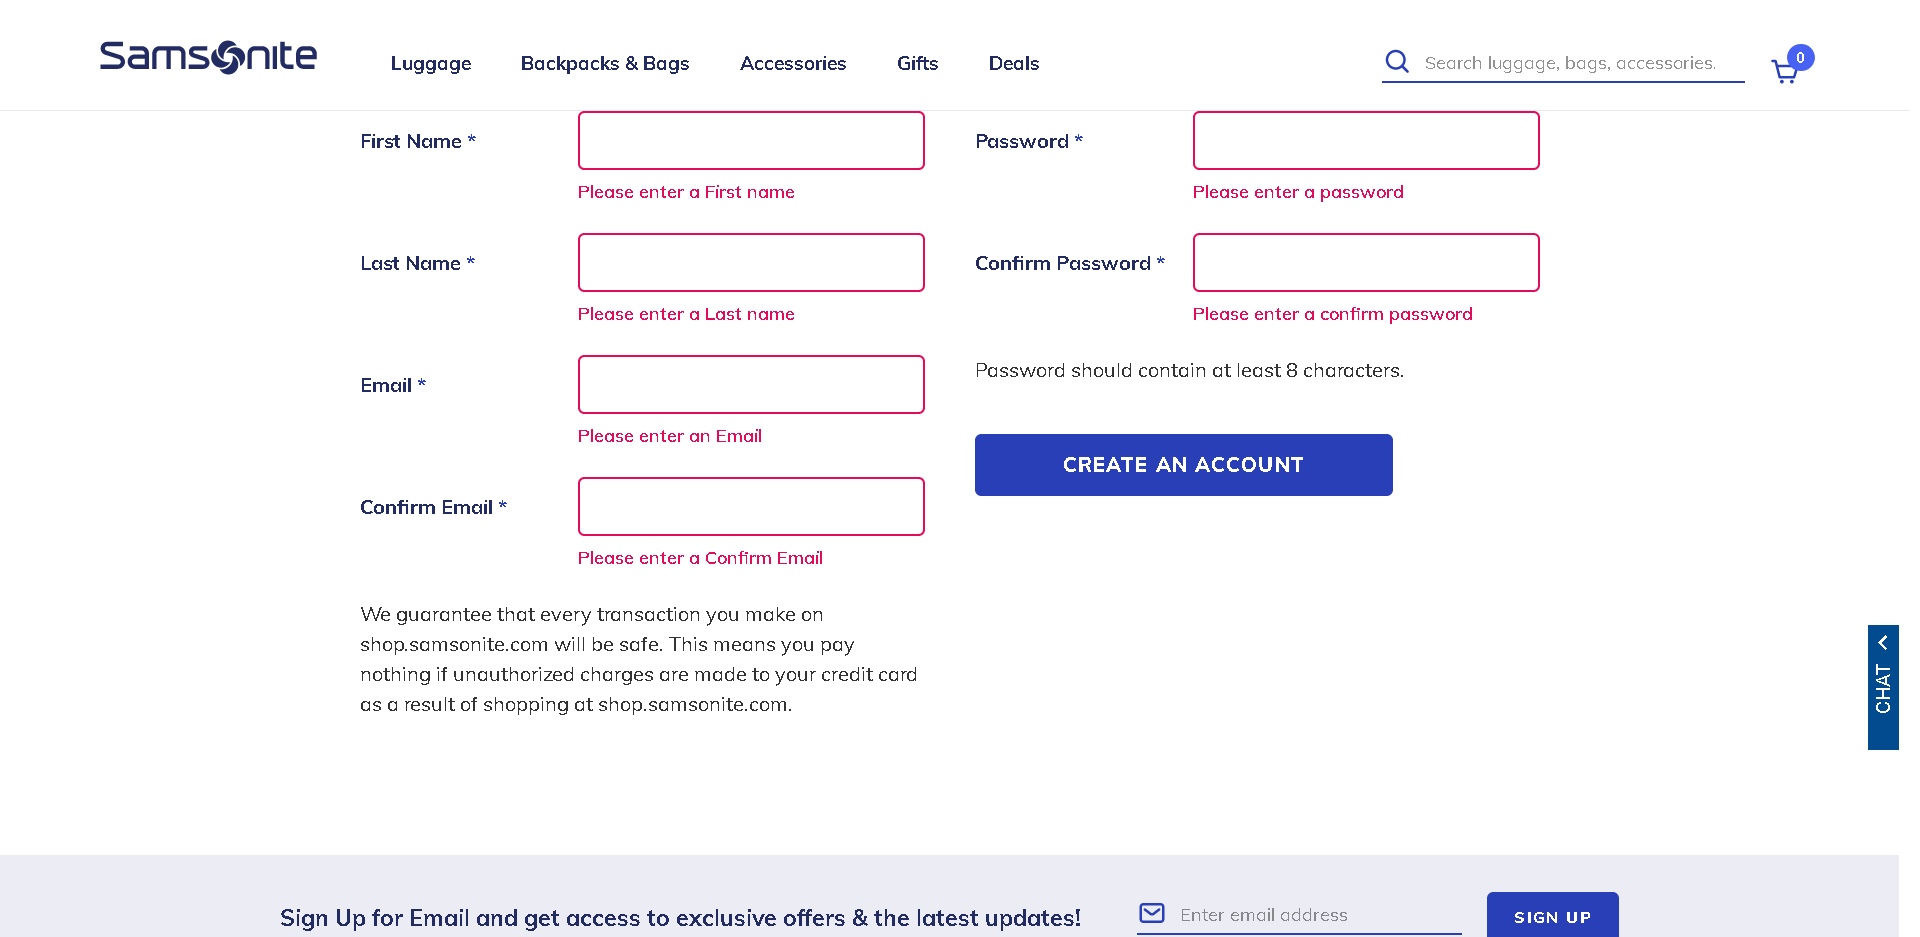 Samsonite
Luggage
Backpacks & Bags
Accessories
Gifts
Deals
Search luggage, bags, accessories.
0
First Name *
Please enter a First name
Last Name *
Please enter a Last name
Email *
Please enter an Email
Confirm Email *
Please enter a Confirm Email
We guarantee that every transaction you make on
shop.samsonite.com will be safe. This means you pay
nothing if unauthorized charges are made to your credit card
as a result of shopping at shop.samsonite.com.
Password *
Please enter a password
Confirm Password *
Please enter a confirm password
Password should contain at least 8 characters.
CREATE AN ACCOUNT
CHAT
Sign Up for Email and get access to exclusive offers & the latest updates!
Enter email address
SIGN UP